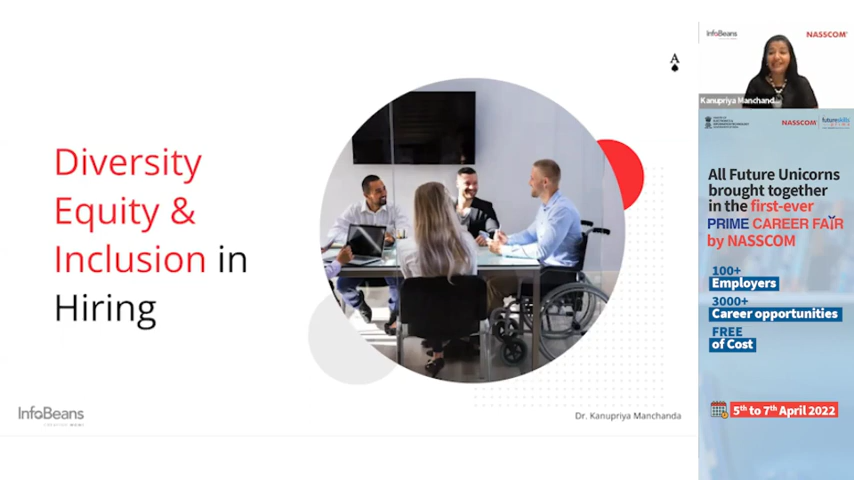 Diversity
Equity &
Inclusion in
Hiring
InfoBeans
Dr. Kanupriya Manchanda
A
InfoBeans
NASSCOM
Kanupriya Manchand...
NASSCOM
futureskills
All Future Unicorns
brought together
in the first-ever
PRIME CAREER FAIR
by NASSCOM
100+
Employers
3000+
Career opportunities
FREE
of Cost
5th to 7th April 2022